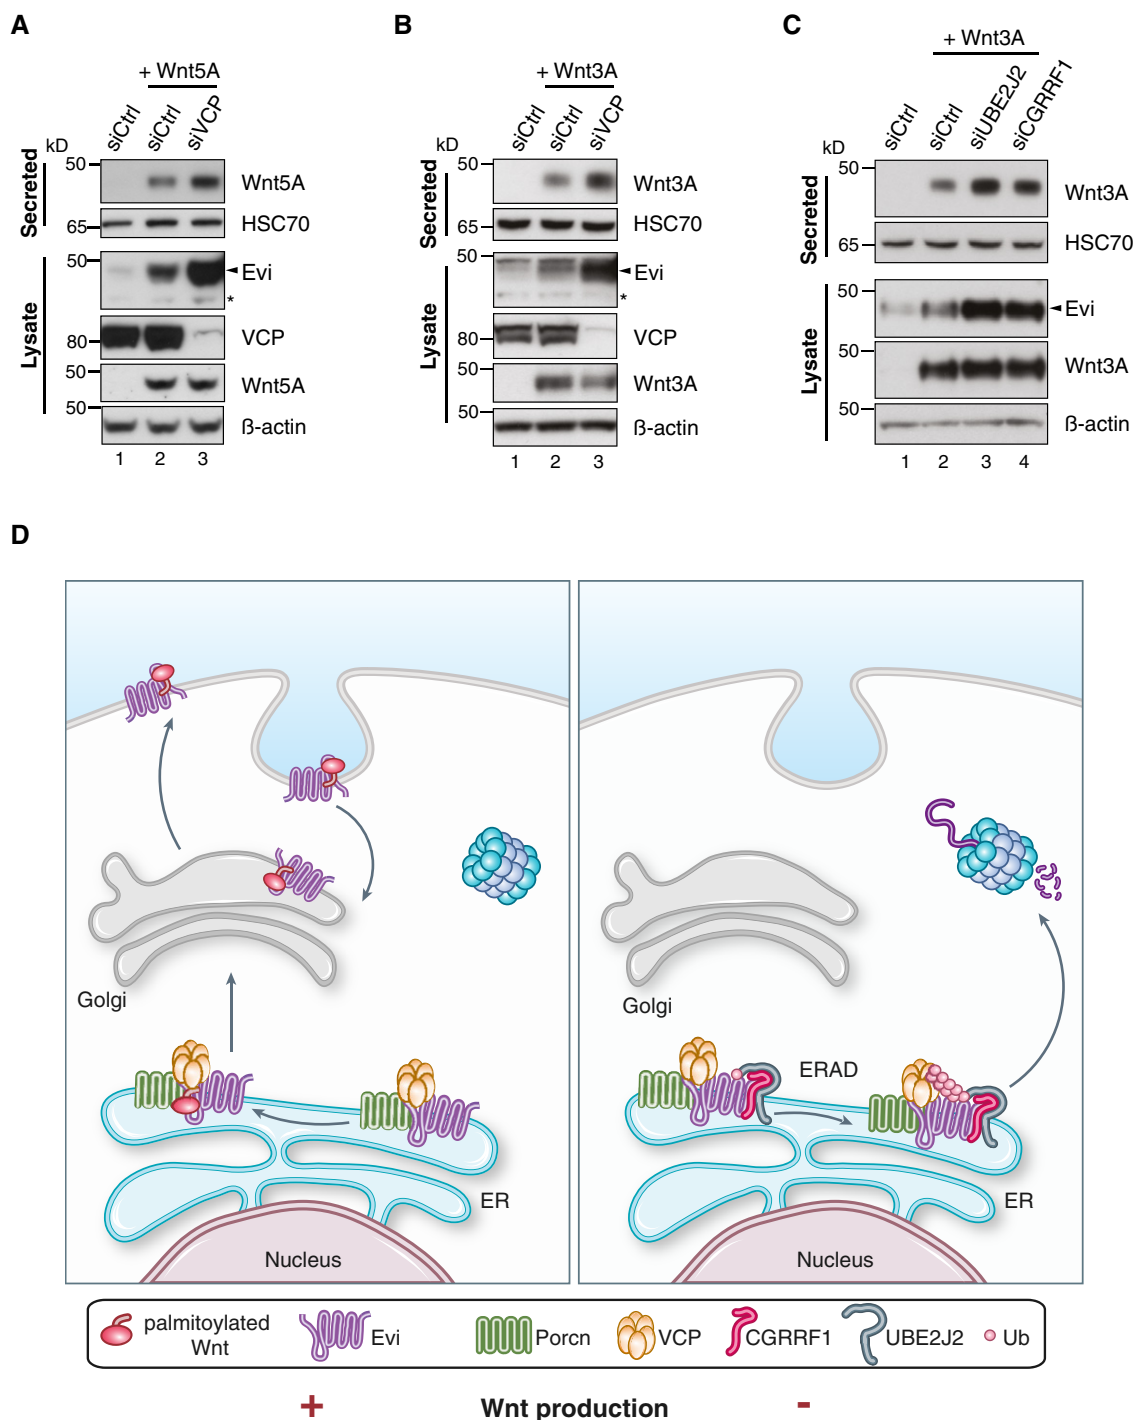 A
+ Wnt5A
siCtrl siCtrl siVCP
kD
Secreted
50 Wnt5A
65 HSC70
Lysate
50 Evi
*
80 VCP
50 Wnt5A
50 ß-actin
1 2 3
B
+ Wnt3A
siCtrl siCtrl siVCP
kD
Secreted
50 Wnt3A
65 HSC70
Lysate
50 Evi
*
80 VCP
50 Wnt3A
50 ß-actin
1 2 3
C
+ Wnt3A
siCtrl siCtrl siUBE2J2 siCGRRF1
kD
Secreted
50 Wnt3A
65 HSC70
Lysate
50 Evi
50 Wnt3A
50 ß-actin
1 2 3 4
D
Golgi
ER
Nucleus
Golgi
ERAD
ER
Nucleus
palmitoylated
Wnt
Evi
Porcn
VCP
CGRRF1
UBE2J2
Ub
+ Wnt production -